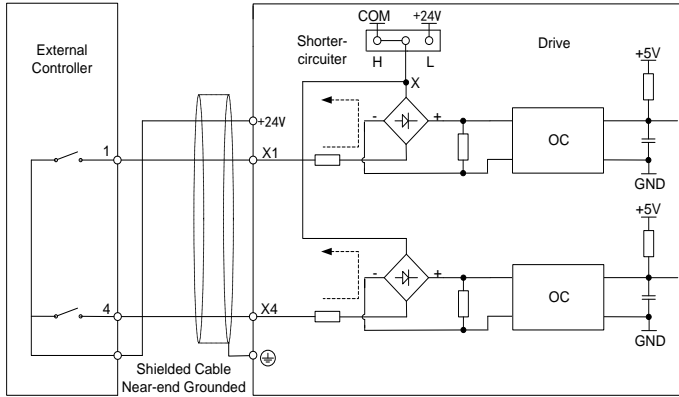 COM +24V
External
Controller
Shorter-
circuiter
H L
Drive
+5V
X
+24V
- +
OC
1
X1
GND
+5V
- +
OC
4
X4
GND
Shielded Cable
Near-end Grounded